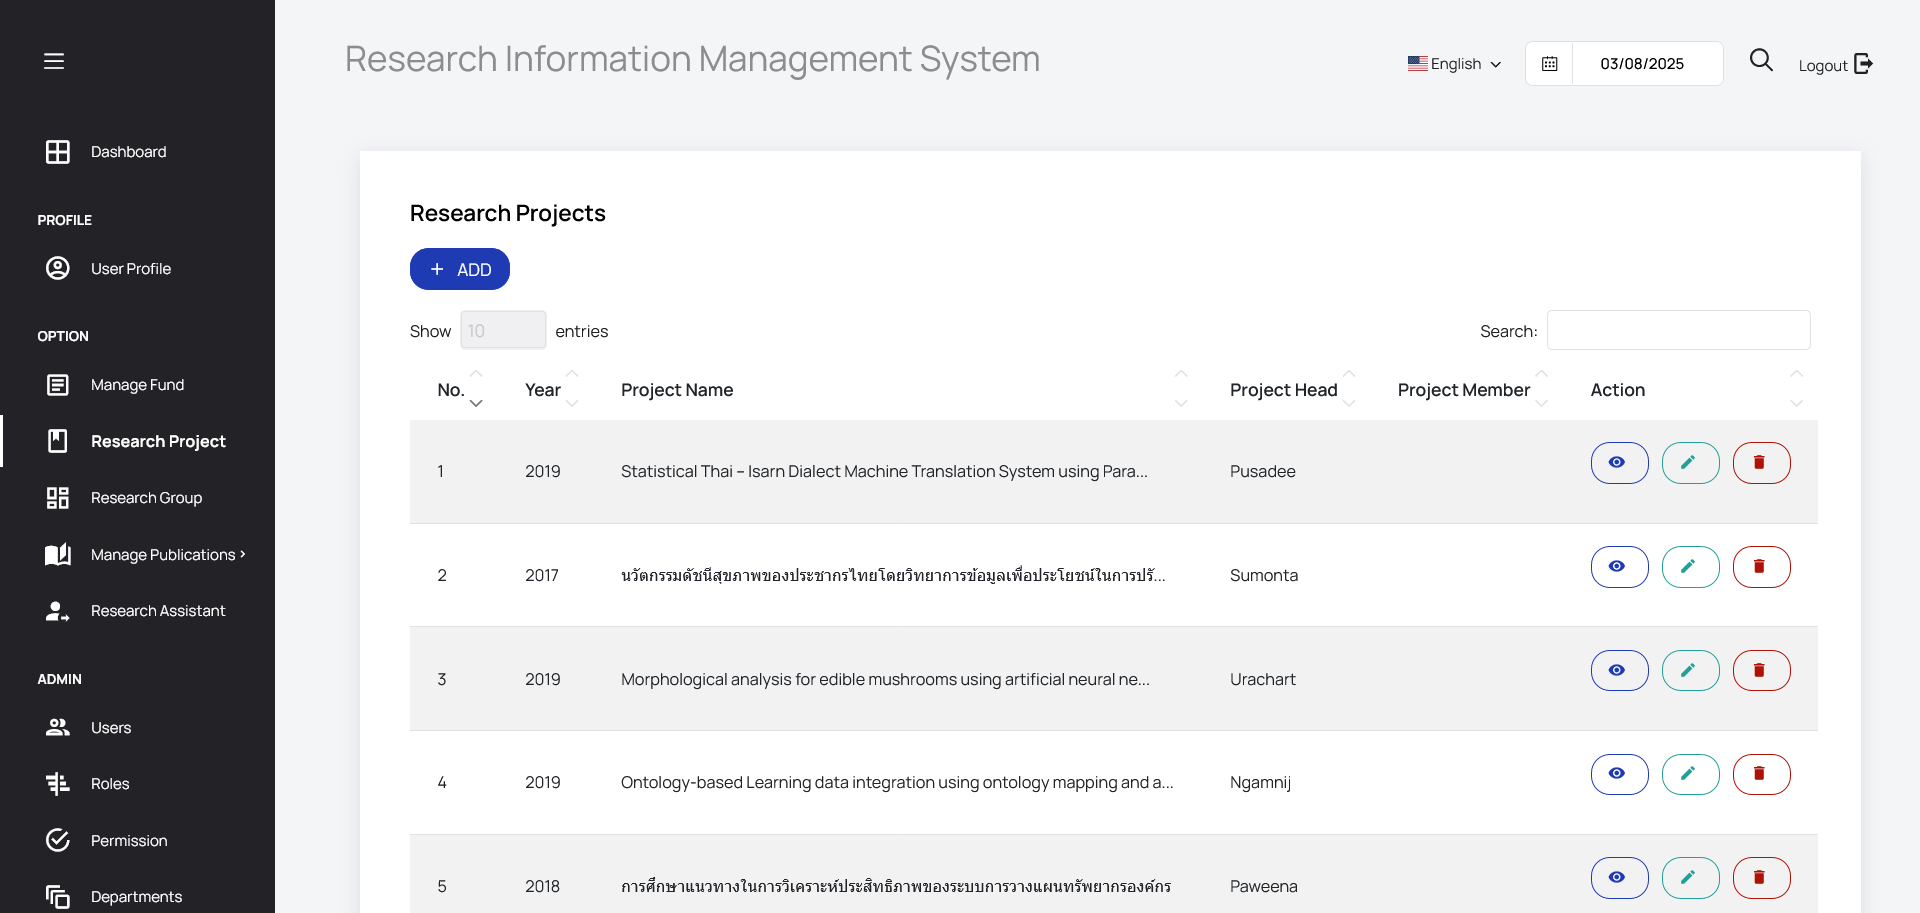 Research Information Management System
English
03/08/2025
Logout
Dashboard
PROFILE
User Profile
OPTION
Manage Fund
Research Project
Research Group
Manage Publications
Research Assistant
ADMIN
Users
Roles
Permission
Departments
Research Projects
+ ADD
Show 10 entries
Search:
No. Year Project Name Project Head Project Member Action
1 2019 Statistical Thai – Isarn Dialect Machine Translation System using Para... Pusadee
2 2017 นวัตกรรมดัชนีสุขภาพของประชากรไทยโดยวิทยาการข้อมูลเพื่อประโยชน์ในการปรั... Sumonta
3 2019 Morphological analysis for edible mushrooms using artificial neural ne... Urachart
4 2019 Ontology-based Learning data integration using ontology mapping and a... Ngamnij
5 2018 การศึกษาแนวทางในการวิเคราะห์ประสิทธิภาพของระบบการวางแผนทรัพยากรองค์กร Paweena